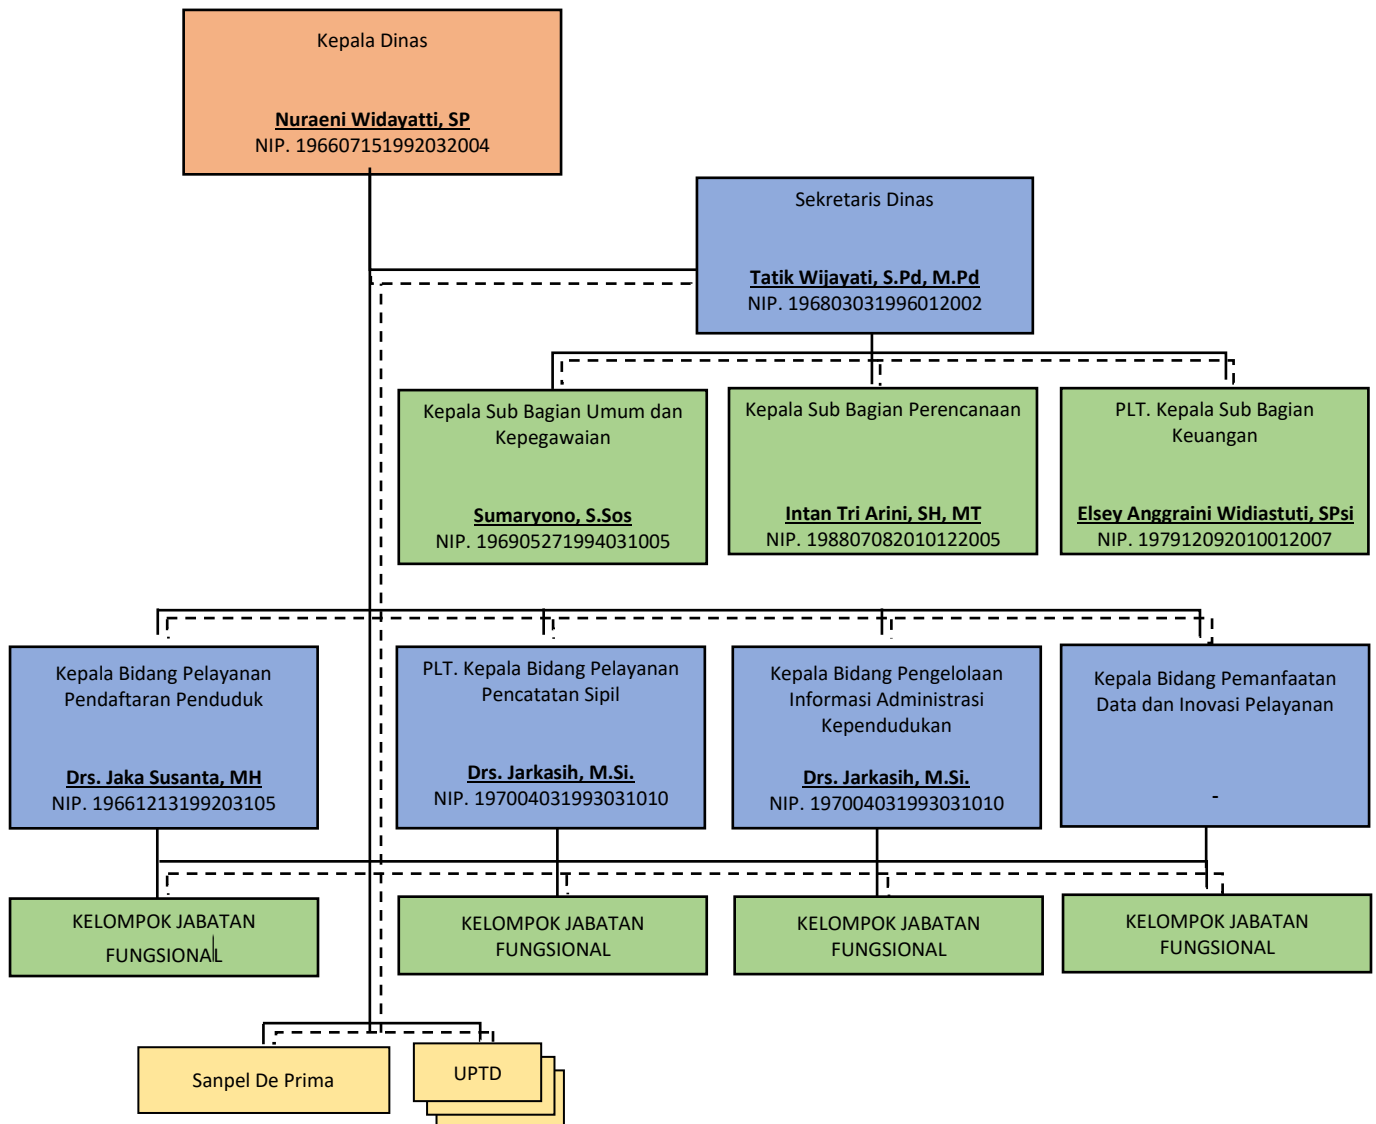 Kepala Dinas
Nuraeni Widayatti, SP
NIP. 196607151992032004
Sekretaris Dinas
Tatik Wijayati, S.Pd, M.Pd
NIP. 196803031996012002
Kepala Sub Bagian Umum dan
Kepegawaian
Sumaryono, S.Sos
NIP. 196905271994031005
Kepala Sub Bagian Perencanaan
Intan Tri Arini, SH, MT
NIP. 198807082010122005
PLT. Kepala Sub Bagian
Keuangan
Elsey Anggraini Widiastuti, SPsi
NIP. 197912092010012007
Kepala Bidang Pelayanan
Pendaftaran Penduduk
Drs. Jaka Susanta, MH
NIP. 19661213199203105
PLT. Kepala Bidang Pelayanan
Pencatatan Sipil
Drs. Jarkasih, M.Si.
NIP. 197004031993031010
Kepala Bidang Pengelolaan
Informasi Administrasi
Kependudukan
Drs. Jarkasih, M.Si.
NIP. 197004031993031010
Kepala Bidang Pemanfaatan
Data dan Inovasi Pelayanan
-
KELOMPOK JABATAN
FUNGSIONAL
KELOMPOK JABATAN
FUNGSIONAL
KELOMPOK JABATAN
FUNGSIONAL
KELOMPOK JABATAN
FUNGSIONAL
Sanpel De Prima
UPTD